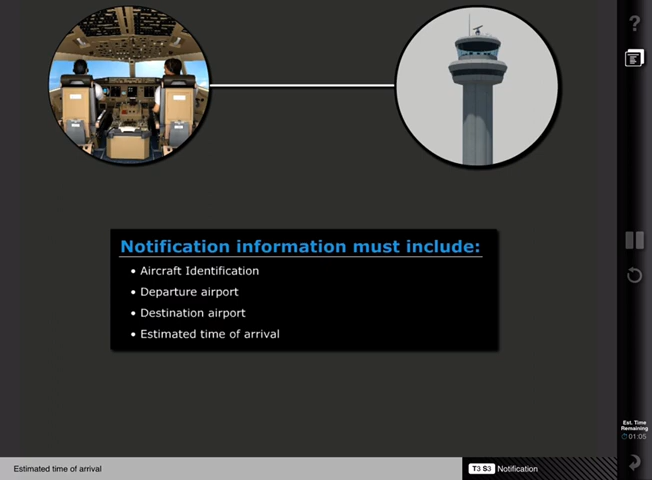 ?
Notification information must include:
• Aircraft Identification
• Departure airport
• Destination airport
• Estimated time of arrival
Est. Time
Remaining
01:05
Estimated time of arrival
T3 S3 Notification